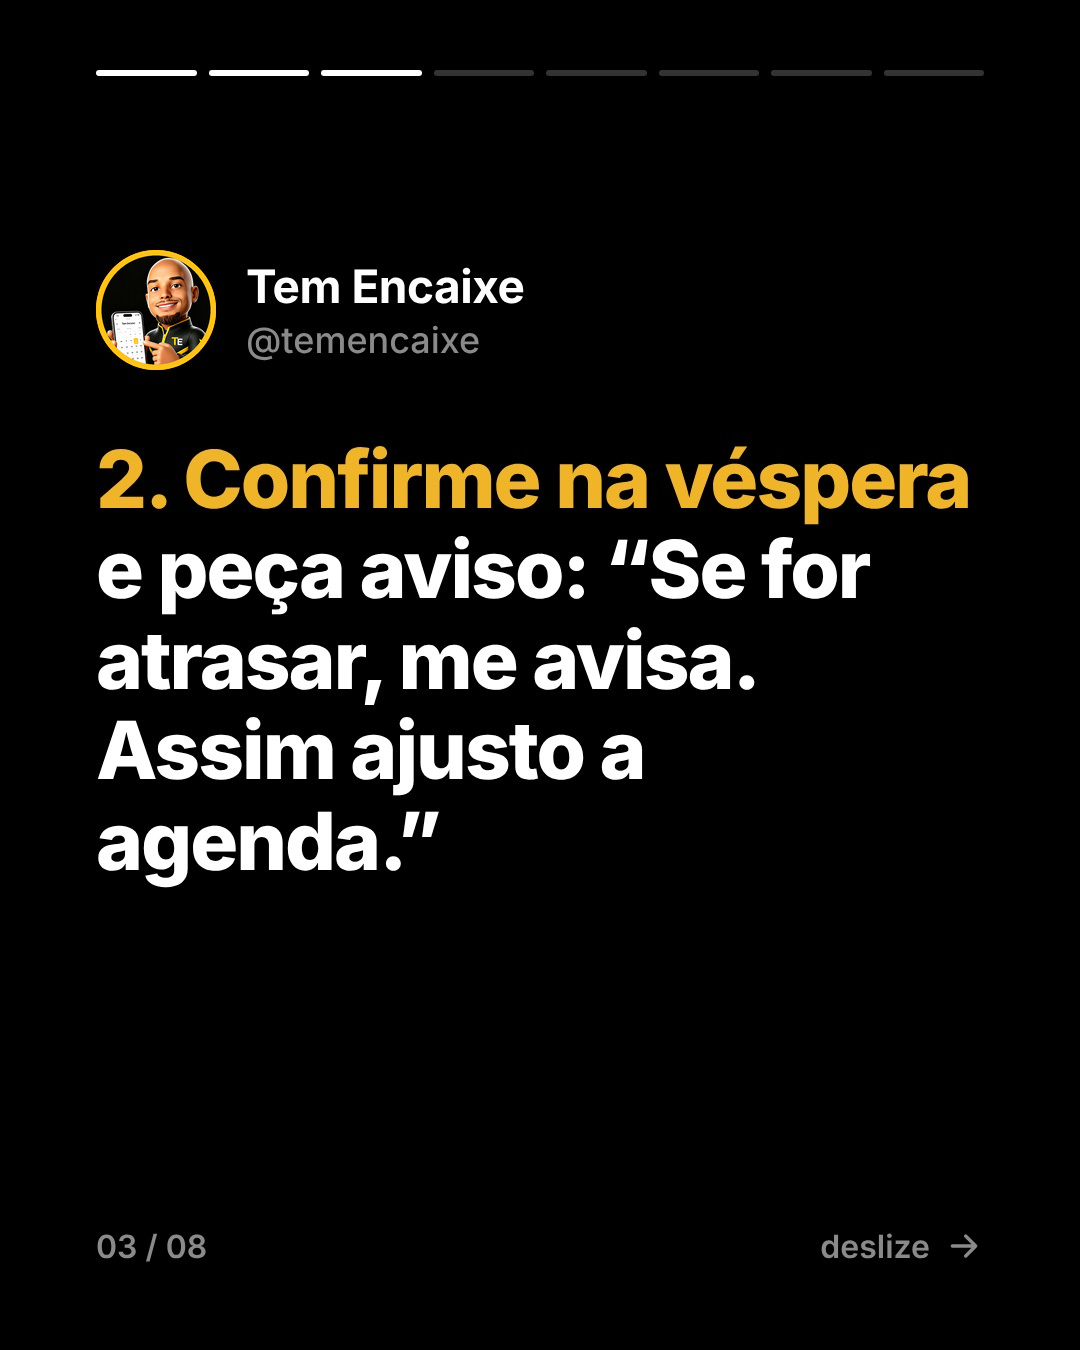 Tem Encaixe
@temencaixe
2. Confirme na véspera
e peça aviso: “Se for
atrasar, me avisa.
Assim ajusto a
agenda.”
03 / 08
deslize →